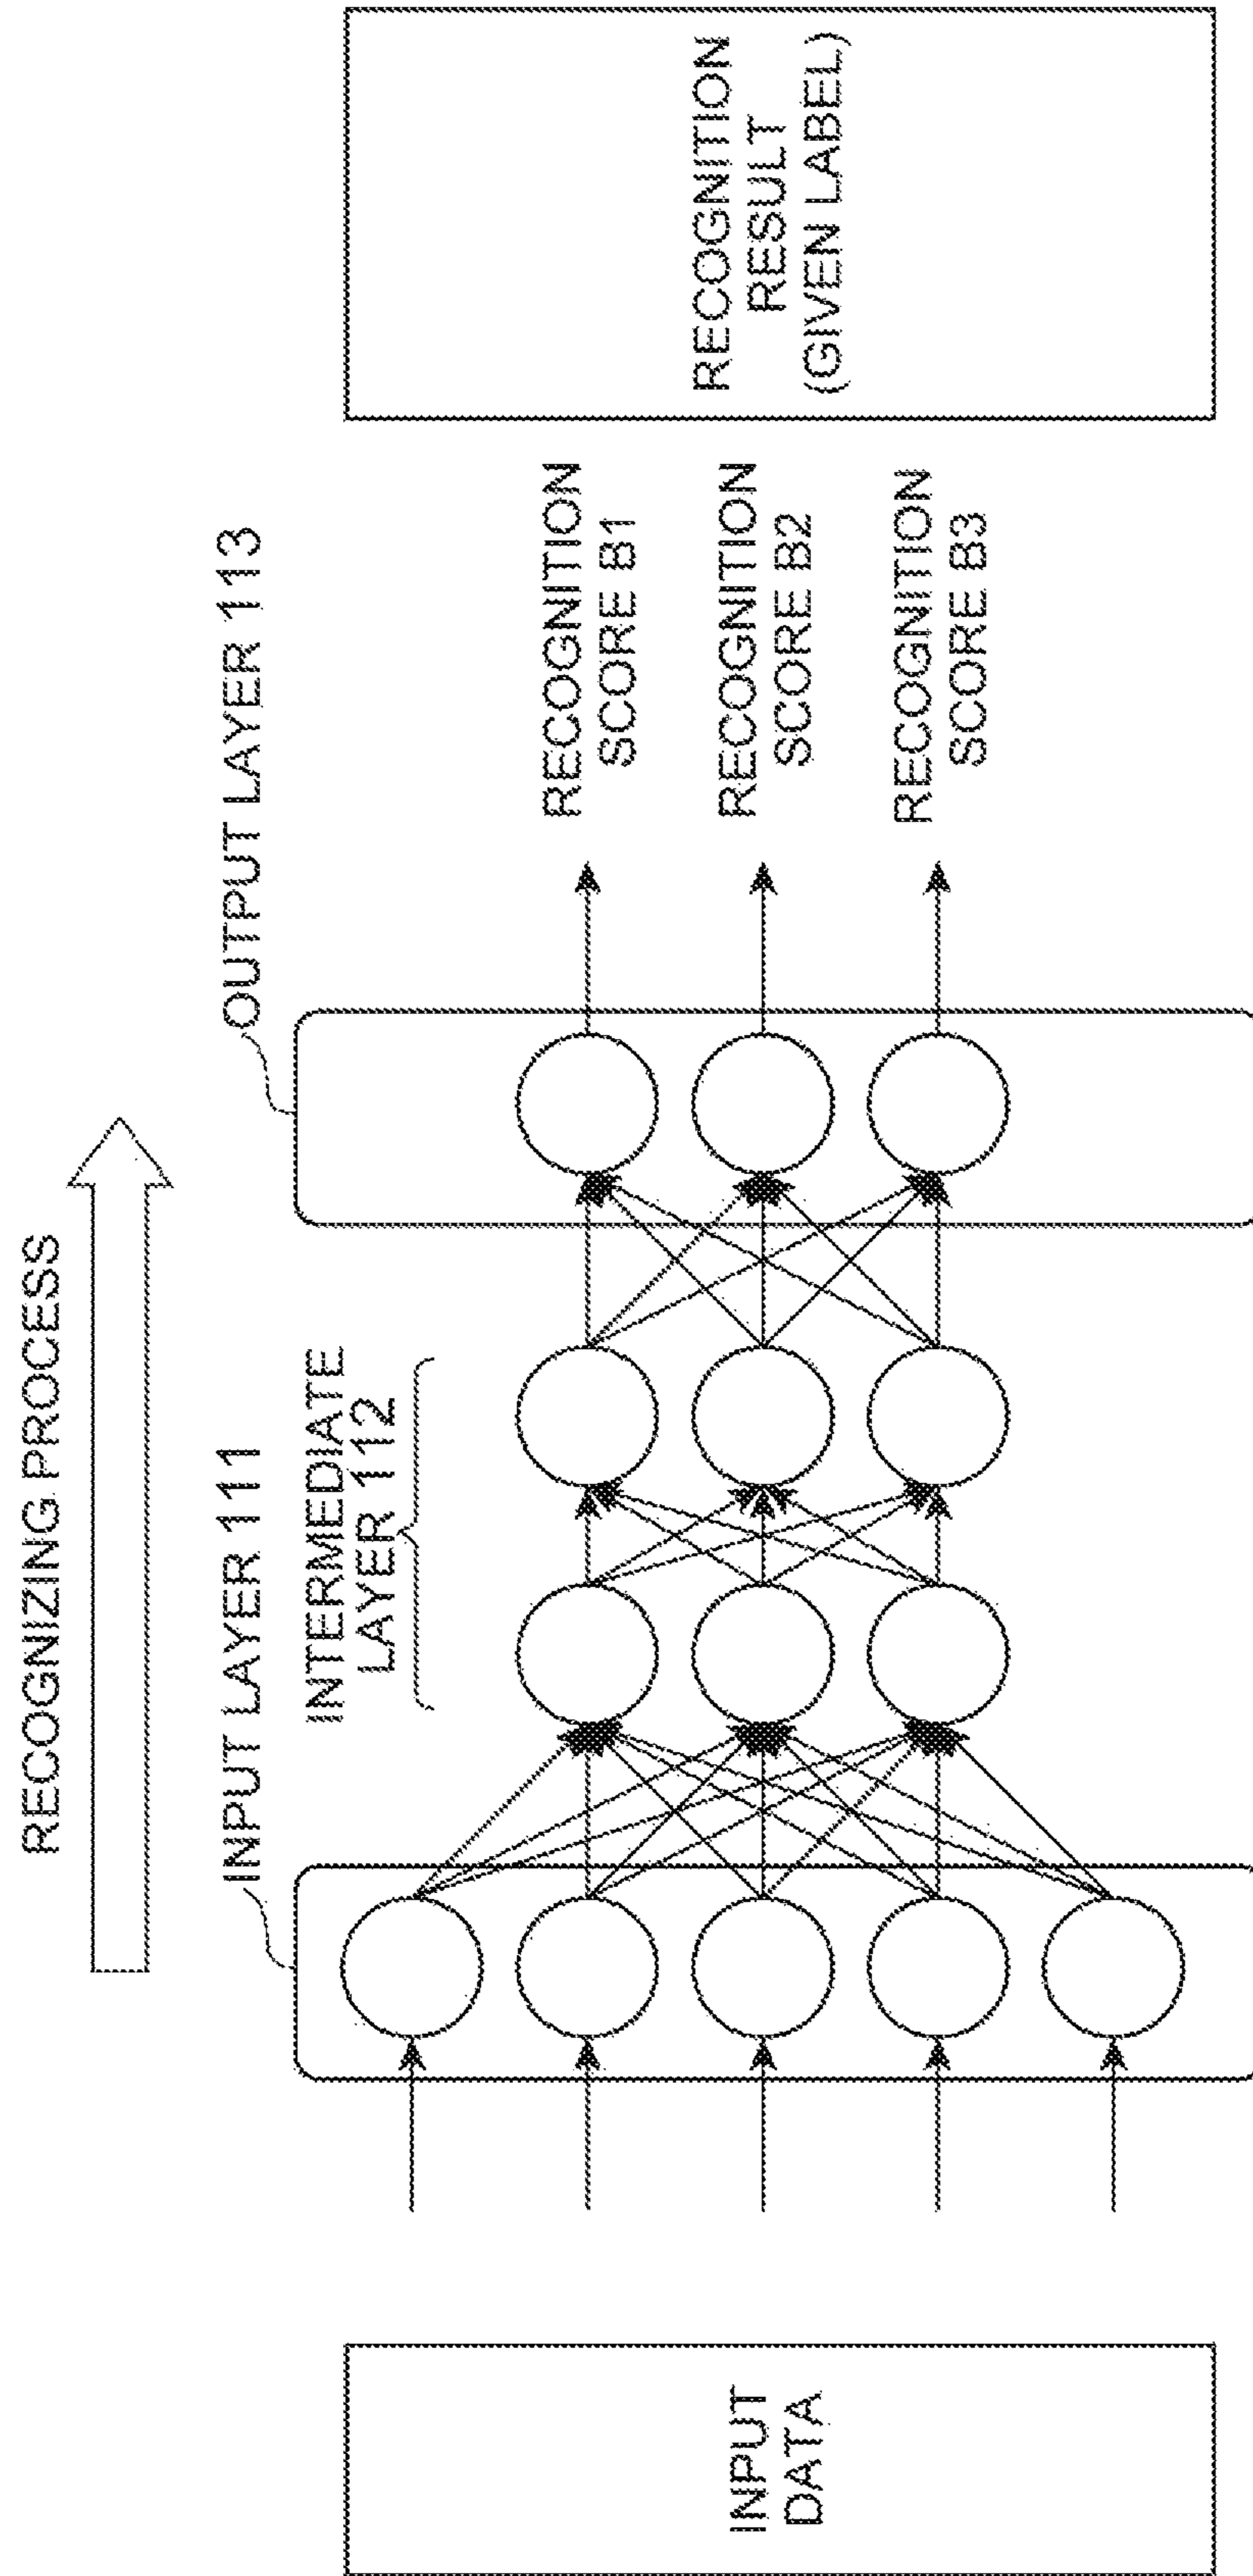 RECOGNIZING PROCESS
INPUT LAYER 111
OUTPUT LAYER 113
INTERMEDIATE
LAYER 112
INPUT
DATA
RECOGNITION
SCORE B1
RECOGNITION
SCORE B2
RECOGNITION
SCORE B3
RECOGNITION
RESULT
(GIVEN LABEL)